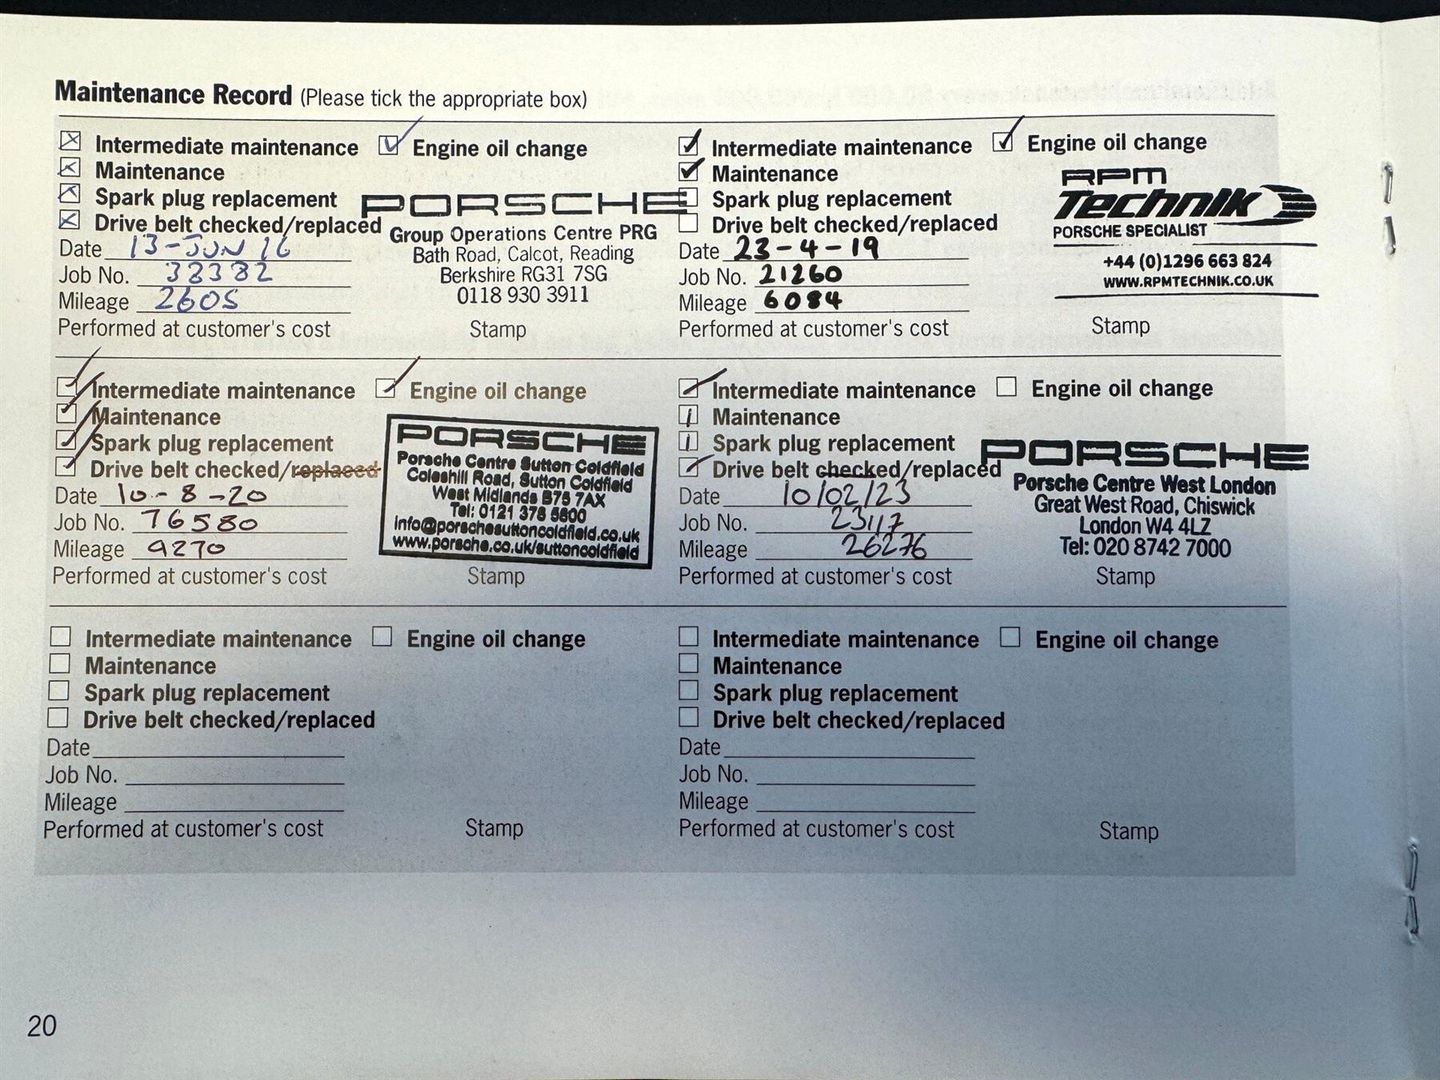 Maintenance Record (Please tick the appropriate box)
Intermediate maintenance Engine oil change
Maintenance
Spark plug replacement
Drive belt checked/replaced
Date 13-JUN 16
Job No. 38382
Mileage 2605
Performed at customer's cost Stamp
PORSCHE
Group Operations Centre PRG
Bath Road, Calcot, Reading
Berkshire RG31 7SG
0118 930 3911
Intermediate maintenance Engine oil change
Maintenance
Spark plug replacement
Drive belt checked/replaced
Date 23-4-19
Job No. 21260
Mileage 6084
Performed at customer's cost Stamp
RPM
Technik
PORSCHE SPECIALIST
+44 (0)1296 663 824
WWW.RPMTECHNIK.CO.UK
Intermediate maintenance Engine oil change
Maintenance
Spark plug replacement
Drive belt checked/replaced
Date 10-8-20
Job No. 76580
Mileage 9270
Performed at customer's cost Stamp
PORSCHE
Porsche Centre Sutton Coldfield
Coleshill Road, Sutton Coldfield
West Midlands B75 7AX
Tel: 0121 378 5800
info@porschesuttoncoldfield.co.uk
www.porsche.co.uk/suttoncoldfield
Intermediate maintenance Engine oil change
Maintenance
Spark plug replacement
Drive belt checked/replaced
Date 10/02/23
Job No. 23117
Mileage 26276
Performed at customer's cost Stamp
PORSCHE
Porsche Centre West London
Great West Road, Chiswick
London W4 4LZ
Tel: 020 8742 7000
Intermediate maintenance Engine oil change
Maintenance
Spark plug replacement
Drive belt checked/replaced
Date
Job No.
Mileage
Performed at customer's cost Stamp
Intermediate maintenance Engine oil change
Maintenance
Spark plug replacement
Drive belt checked/replaced
Date
Job No.
Mileage
Performed at customer's cost Stamp
20